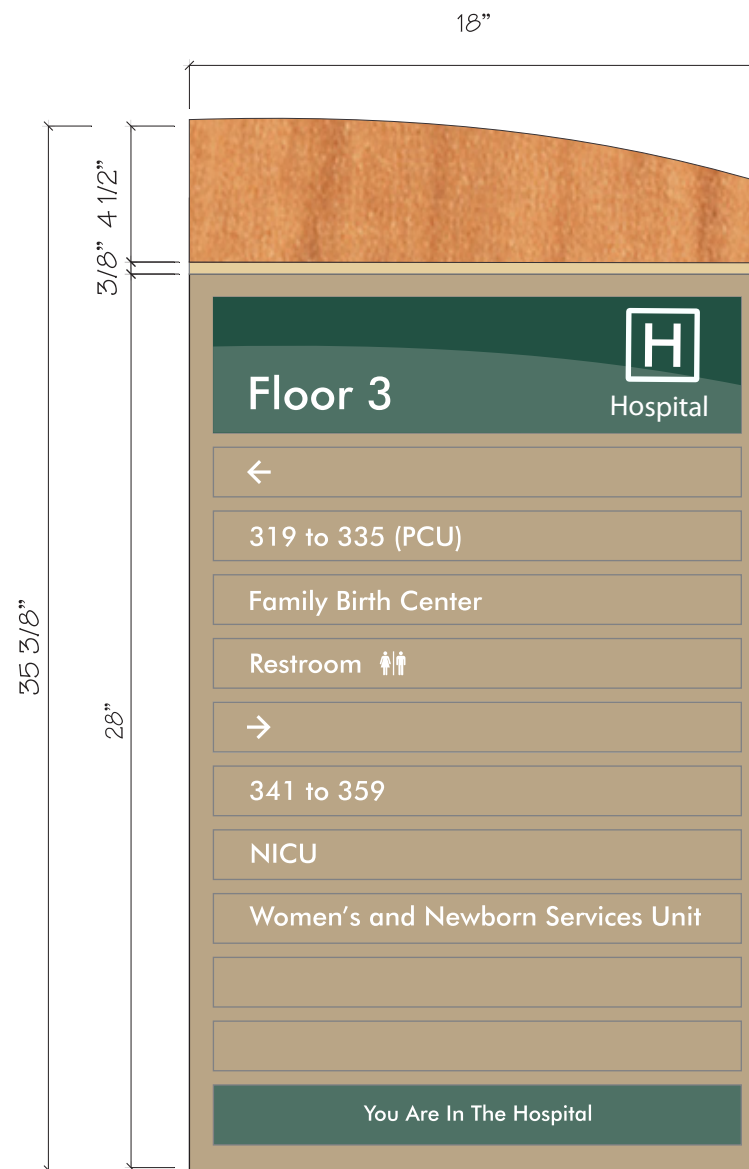 18”
4 1/2”
3/8”
35 3/8”
28”
H
Hospital
Floor 3
←
319 to 335 (PCU)
Family Birth Center
Restroom
→
341 to 359
NICU
Women’s and Newborn Services Unit
You Are In The Hospital